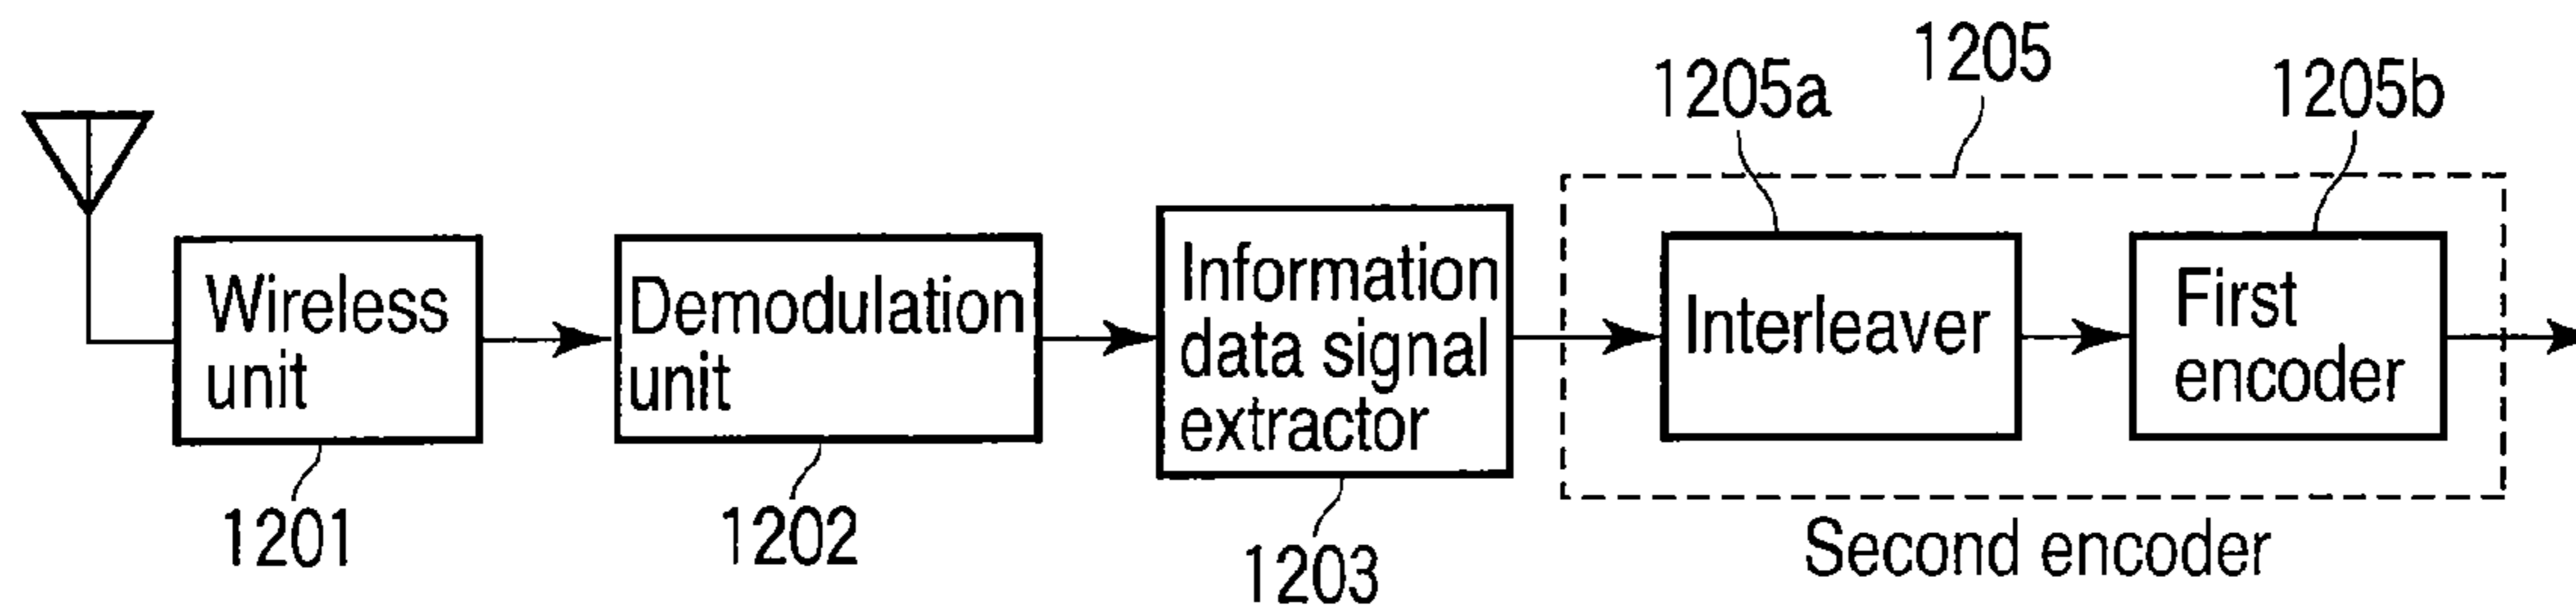 1205
1205a
1205b
Wireless
unit
Demodulation
unit
Information
data signal
extractor
Interleaver
First
encoder
1201
1202
1203
Second encoder